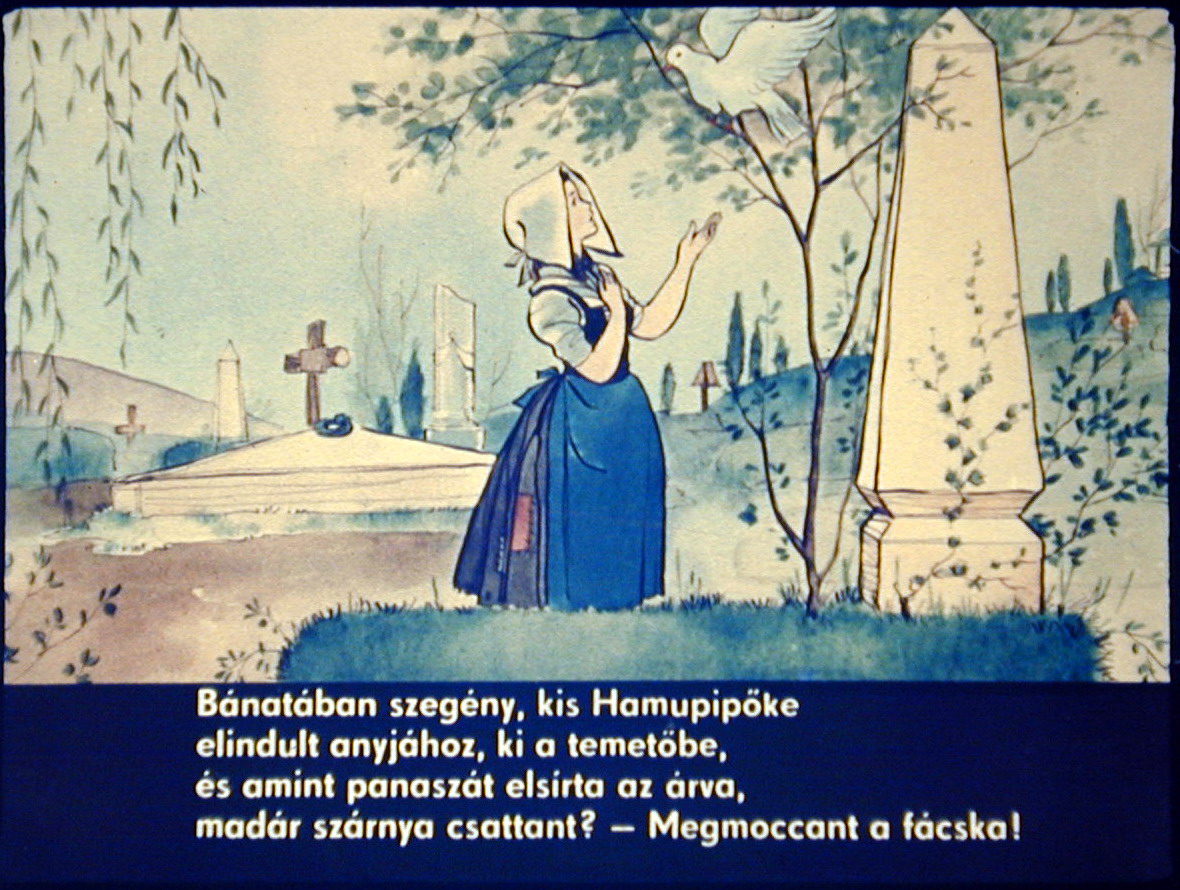 Bánatában szegény, kis Hamupipőke
elindult anyjához, ki a temetőbe,
és amint panaszát elsírta az árva,
madár szárnya csattant? — Megmoccant a fácska!